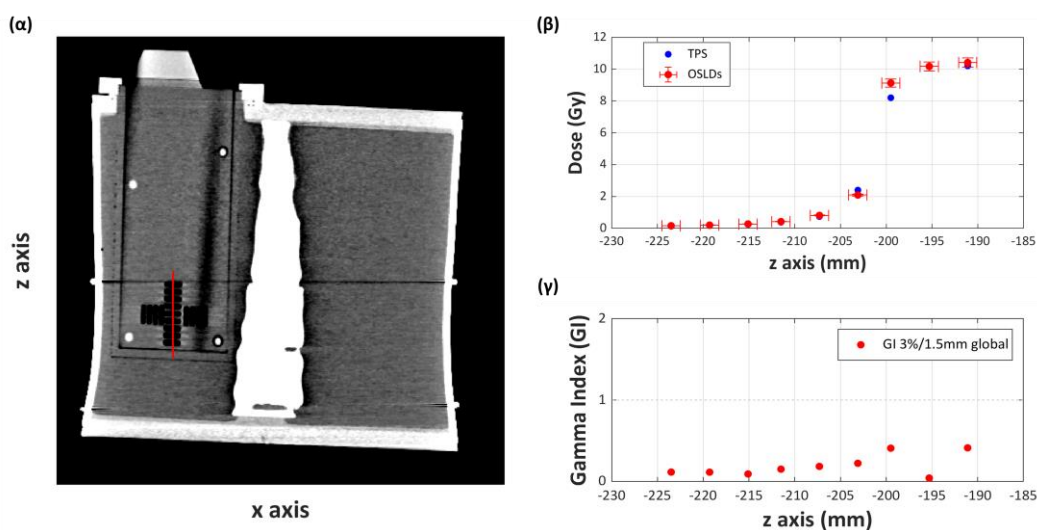 (α)
z axis
x axis
(β)
TPS
OSLDs
Dose (Gy)
12
10
8
6
4
2
0
-230 -225 -220 -215 -210 -205 -200 -195 -190 -185
z axis (mm)
(γ)
GI 3%/1.5mm global
Gamma Index (GI)
2
1
0
-230 -225 -220 -215 -210 -205 -200 -195 -190 -185
z axis (mm)